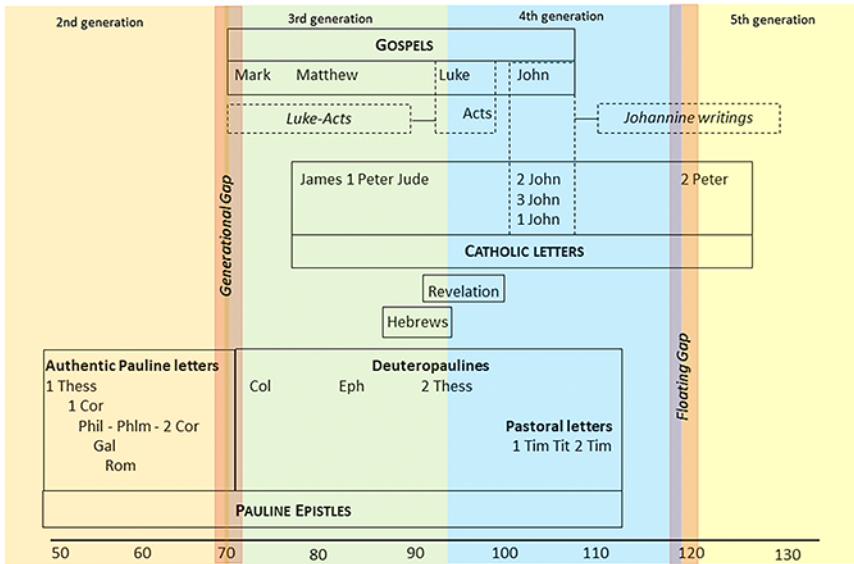 2nd generation
3rd generation
4th generation
5th generation
GOSPELS
Mark Matthew Luke John
Luke-Acts
Acts
Johannine writings
Generational Gap
James 1 Peter Jude
2 John
2 Peter
3 John
1 John
CATHOLIC LETTERS
Revelation
Hebrews
Floating Gap
Authentic Pauline letters
1 Thess
1 Cor
Phil - Phlm - 2 Cor
Gal
Rom
Deuteropaulines
Col Eph 2 Thess
Pastoral letters
1 Tim Tit 2 Tim
PAULINE EPISTLES
50 60 70 80 90 100 110 120 130